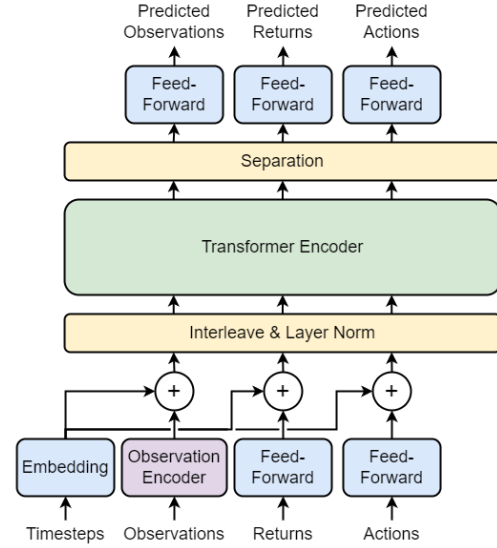 Predicted Observations
Predicted Returns
Predicted Actions
Feed-Forward
Feed-Forward
Feed-Forward
Separation
Transformer Encoder
Interleave & Layer Norm
+
+
+
Embedding
Observation Encoder
Feed-Forward
Feed-Forward
Timesteps
Observations
Returns
Actions